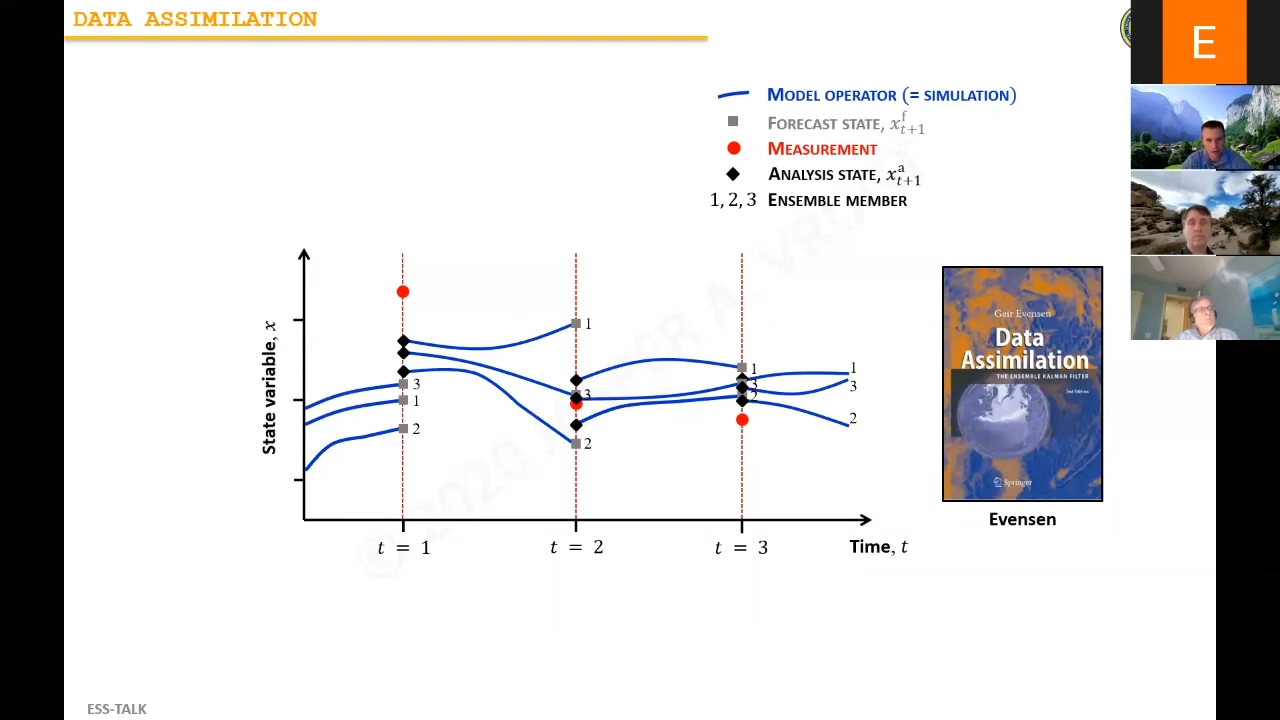 DATA ASSIMILATION
E
MODEL OPERATOR (= SIMULATION)
FORECAST STATE, x^f_{t+1}
MEASUREMENT
ANALYSIS STATE, x^a_{t+1}
1, 2, 3 ENSEMBLE MEMBER
State variable, x
3
1
2
1
3
2
1
3
2
1
3
2
t = 1
t = 2
t = 3
Time, t
Geir Evensen
Data
Assimilation
THE ENSEMBLE KALMAN FILTER
2nd Edition
Springer
Evensen
ESS-TALK